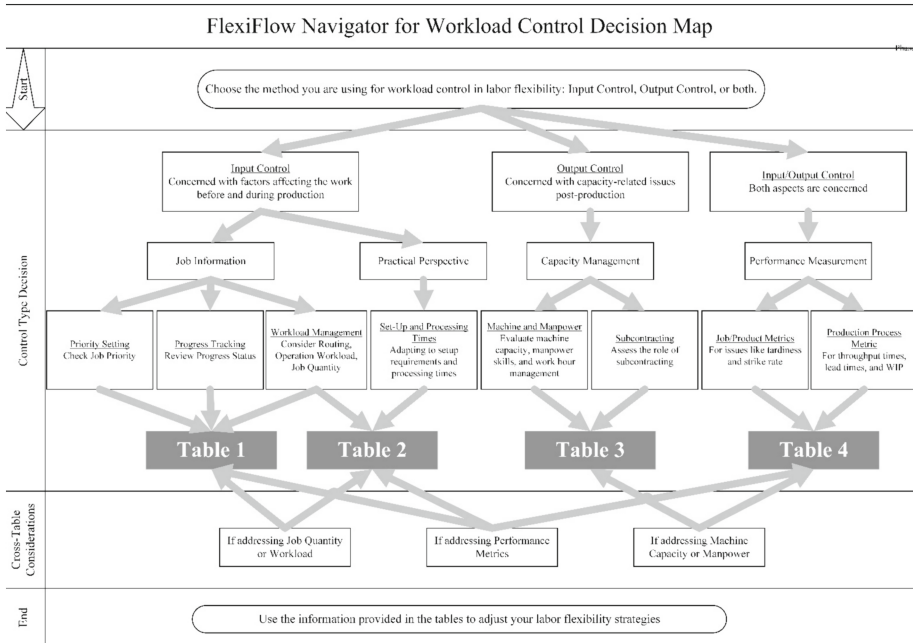 FlexiFlow Navigator for Workload Control Decision Map
Start
Choose the method you are using for workload control in labor flexibility: Input Control, Output Control, or both.
Control Type Decision
Input Control
Concerned with factors affecting the work
before and during production
Output Control
Concerned with capacity-related issues
post-production
Input/Output Control
Both aspects are concerned
Job Information
Practical Perspective
Capacity Management
Performance Measurement
Priority Setting
Check Job Priority
Progress Tracking
Review Progress Status
Workload Management
Consider Routing,
Operation Workload,
Job Quantity
Set-Up and Processing
Times
Adapting to setup
requirements and
processing times
Machine and Manpower
Evaluate machine
capacity, manpower
skills, and work hour
management
Subcontracting
Assess the role of
subcontracting
Job/Product Metrics
For issues like tardiness
and strike rate
Production Process
Metric
For throughput times,
lead times, and WIP
Table 1
Table 2
Table 3
Table 4
Cross-Table
Considerations
If addressing Job Quantity
or Workload
If addressing Performance
Metrics
If addressing Machine
Capacity or Manpower
End
Use the information provided in the tables to adjust your labor flexibility strategies